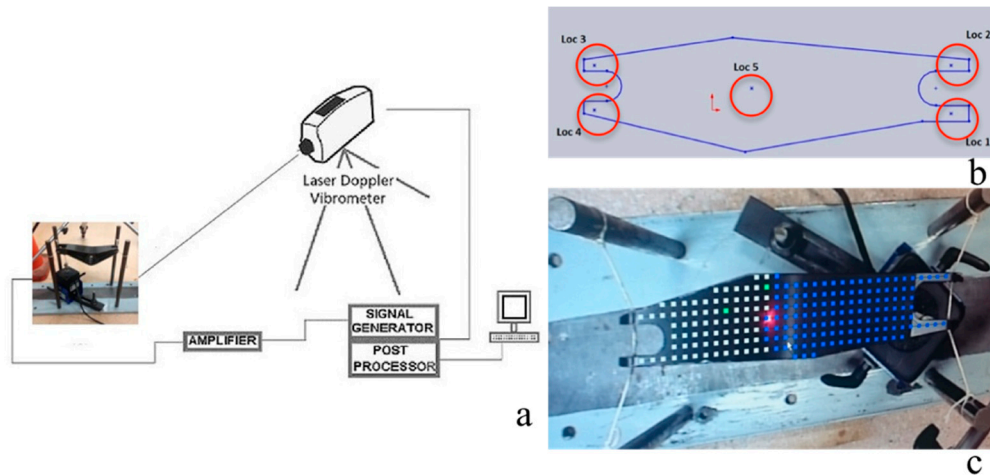 Laser Doppler
Vibrometer
SIGNAL
GENERATOR
AMPLIFIER
POST
PROCESSOR
a
Loc 3
Loc 2
Loc 5
Loc 4
Loc 1
b
c